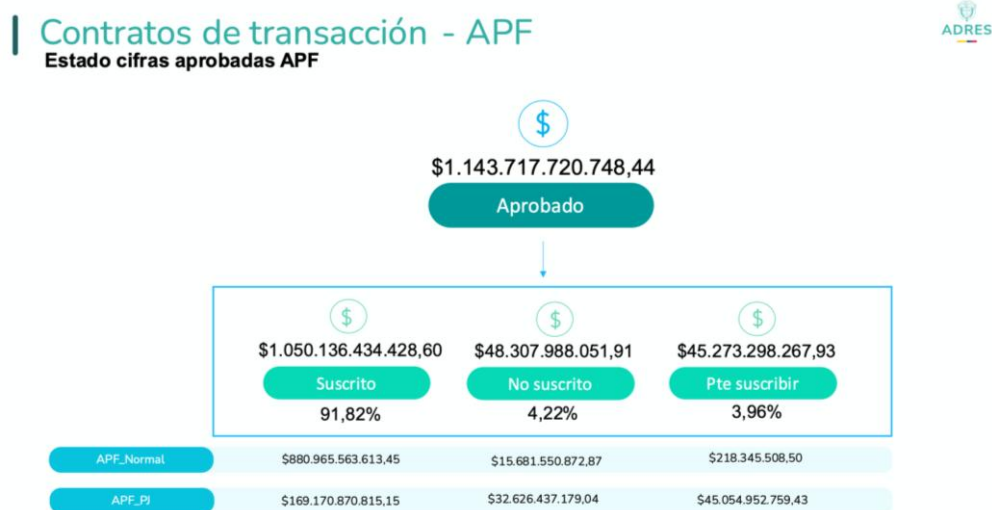 Contratos de transacción - APF
ADRES
Estado cifras aprobadas APF
$
$1.143.717.720.748,44
Aprobado
$ $ $
$1.050.136.434.428,60 $48.307.988.051,91 $45.273.298.267,93
Suscrito No suscrito Pte suscribir
91,82% 4,22% 3,96%
APF_Normal $880.965.563.613,45 $15.681.550.872,87 $218.345.508,50
APF_PJ $169.170.870.815,15 $32.626.437.179,04 $45.054.952.759,43